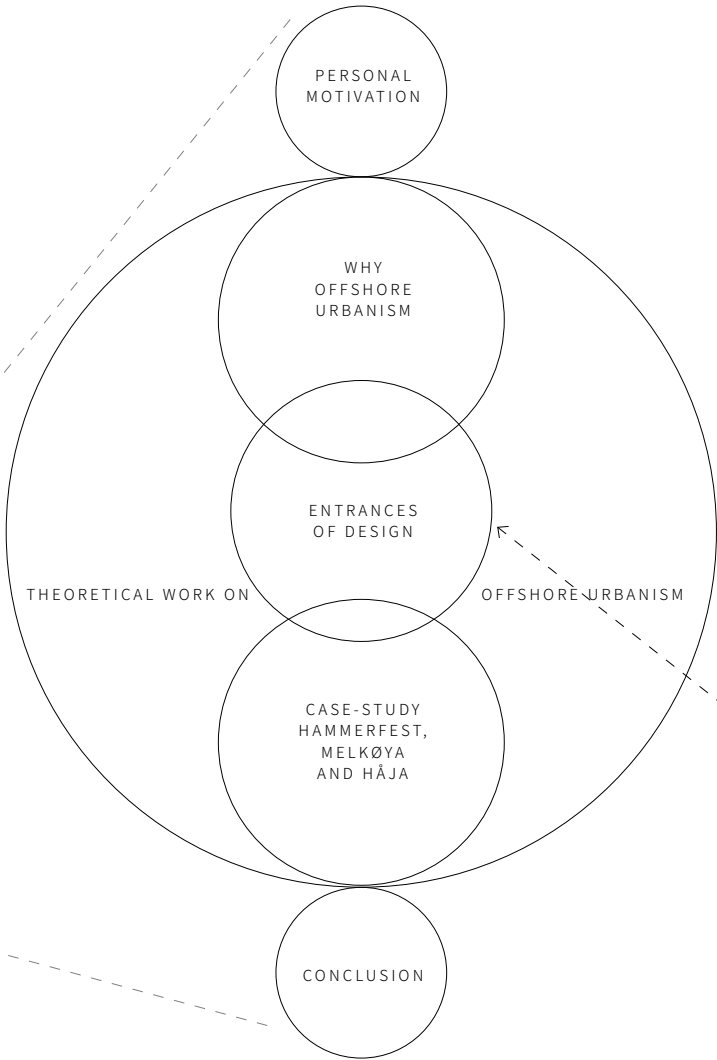 PERSONAL
MOTIVATION
WHY
OFFSHORE
URBANISM
ENTRANCES
OF DESIGN
THEORETICAL WORK ON
OFFSHORE URBANISM
CASE-STUDY
HAMMERFEST,
MELKØYA
AND HÅJA
CONCLUSION